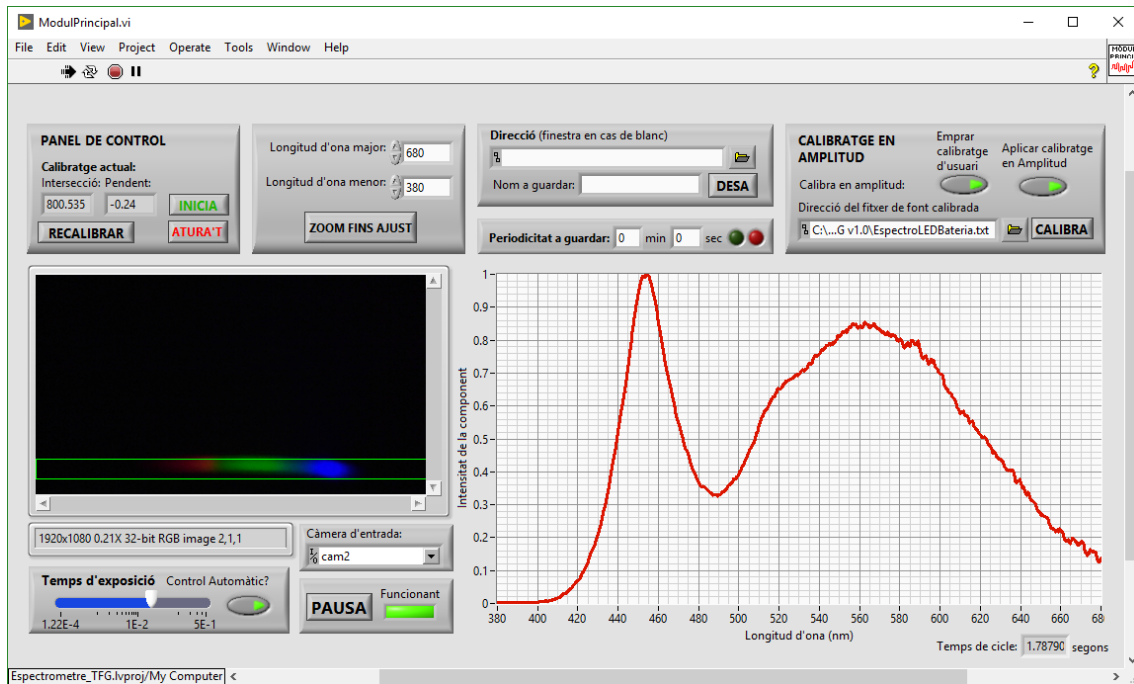 ModulPrincipal.vi
File Edit View Project Operate Tools Window Help
PANEL DE CONTROL
Calibratge actual:
Intersecció: Pendent:
800.535 -0.24 INICIA
RECALIBRAR ATURA'T
Longitud d'ona major: 680
Longitud d'ona menor: 380
ZOOM FINS AJUST
Direcció (finestra en cas de blanc)
Nom a guardar: DESA
Periodicitat a guardar: 0 min 0 sec
CALIBRATGE EN
AMPLITUD
Emprar
calibratge
d'usuari
Aplicar calibratge
en Amplitud
Calibra en amplitud:
Direcció del fitxer de font calibrada
C:\...G v1.0\EspectroLEDBateria.txt CALIBRA
1920x1080 0.21X 32-bit RGB image 2,1,1
Càmera d'entrada:
cam2
Temps d'exposició Control Automàtic?
1.22E-4 1E-2 5E-1
PAUSA Funcionant
Intensitat de la component
1
0.9
0.8
0.7
0.6
0.5
0.4
0.3
0.2
0.1
0
380 400 420 440 460 480 500 520 540 560 580 600 620 640 660 68
Longitud d'ona (nm)
Temps de cicle: 1.78790 segons
Espectrometre_TFG.lvproj/My Computer